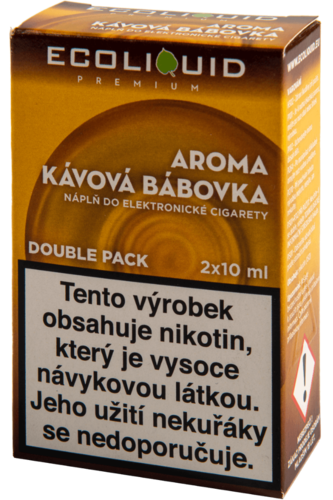 ECOLIQUID
PREMIUM
AROMA
KÁVOVÁ BÁBOVKA
NÁPLŇ DO ELEKTRONICKÉ CIGARETY
DOUBLE PACK
2x10 ml
Tento výrobek
obsahuje nikotin,
který je vysoce
návykovou látkou.
Jeho užití nekuřáky
se nedoporučuje.